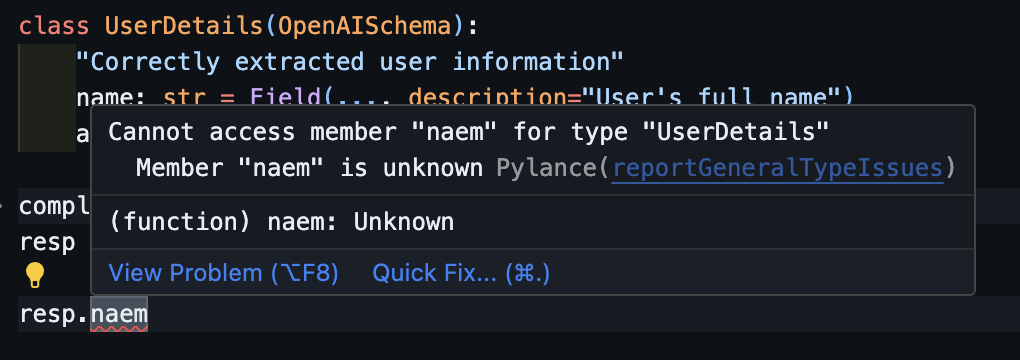 class UserDetails(OpenAISchema):
"Correctly extracted user information"
name: str = Field(..., description="User's full name")
a
Cannot access member "naem" for type "UserDetails"
Member "naem" is unknown Pylance(reportGeneralTypeIssues)
compl
(function) naem: Unknown
resp
View Problem (⌥F8) Quick Fix... (⌘.)
resp.naem